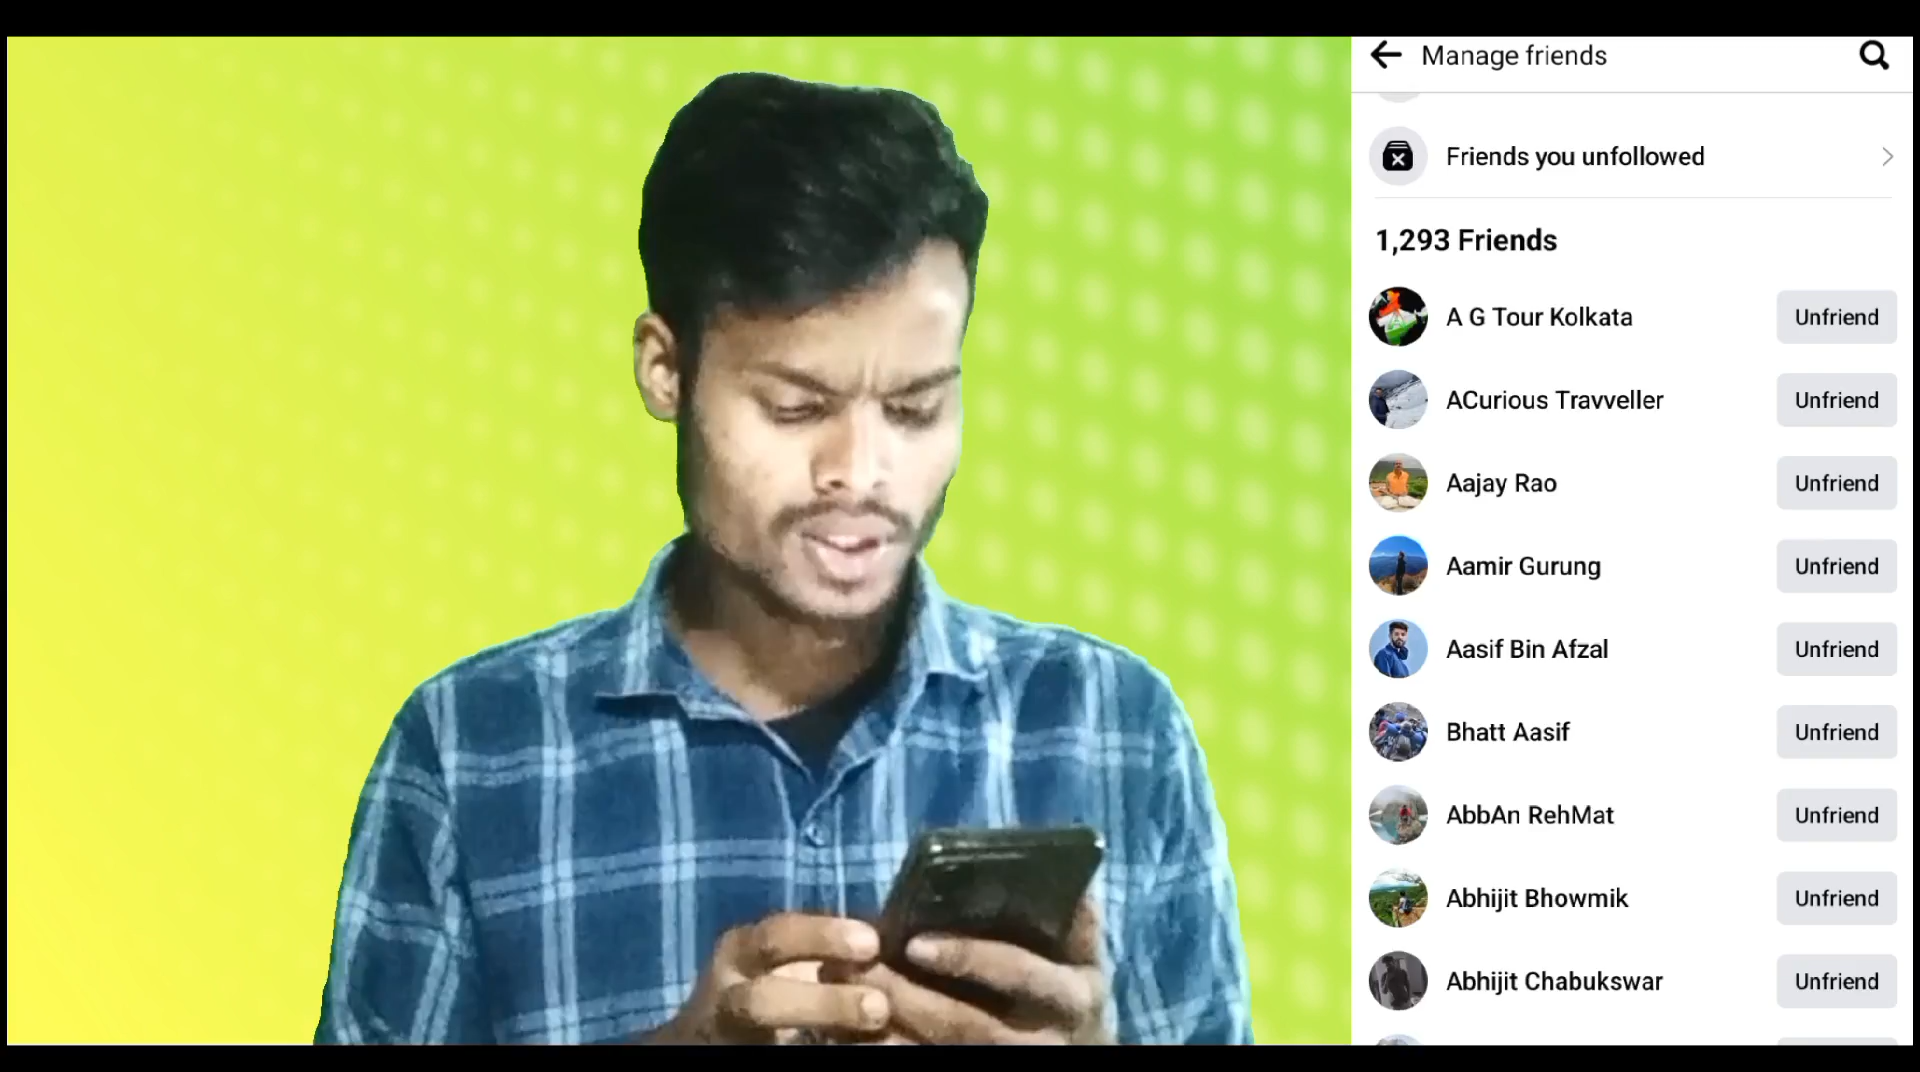 Manage friends
Friends you unfollowed
1,293 Friends
A G Tour Kolkata
Unfriend
ACurious Travveller
Unfriend
Aajay Rao
Unfriend
Aamir Gurung
Unfriend
Aasif Bin Afzal
Unfriend
Bhatt Aasif
Unfriend
AbbAn RehMat
Unfriend
Abhijit Bhowmik
Unfriend
Abhijit Chabukswar
Unfriend